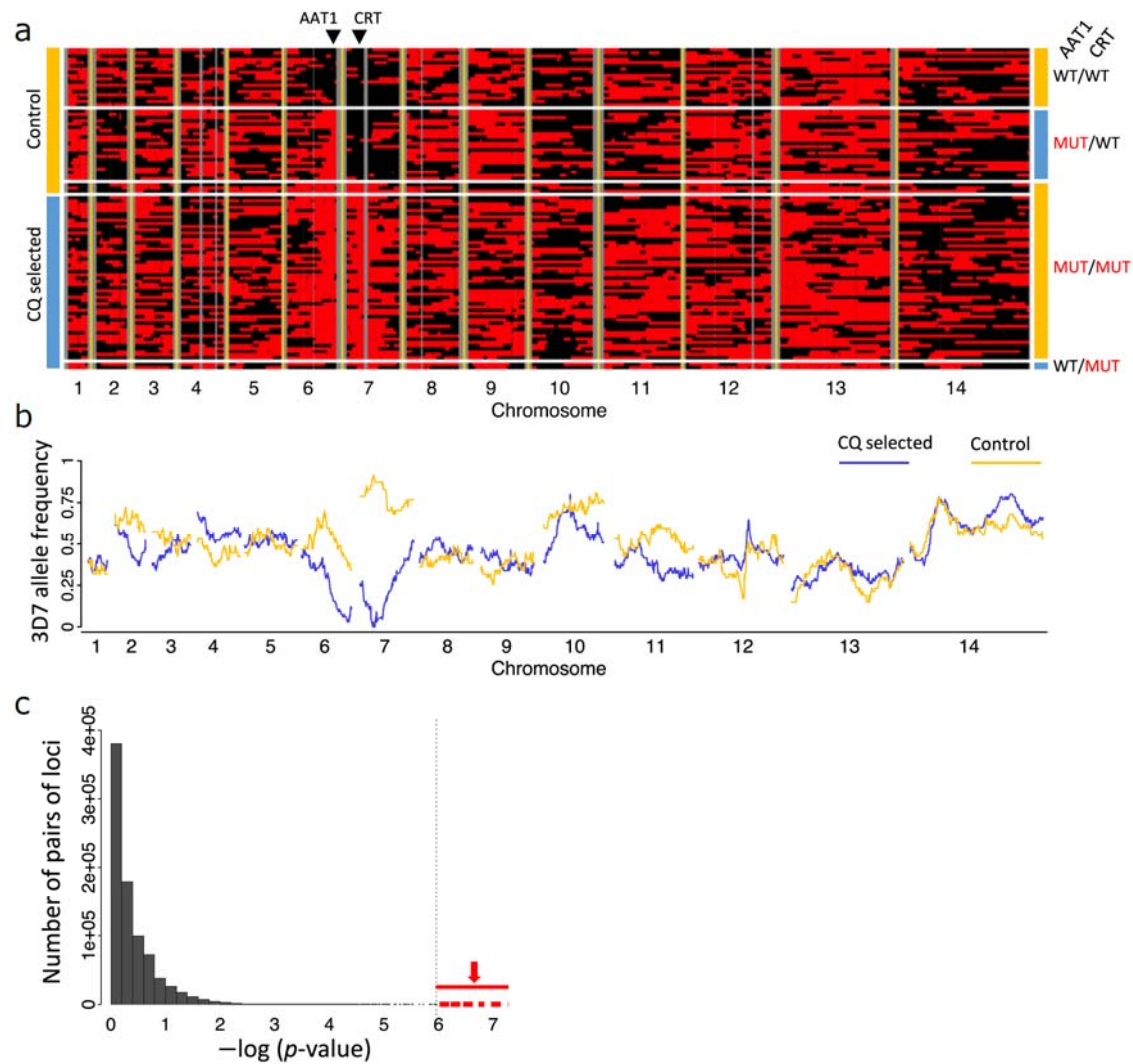 a
AAT1 CRT
AAT1
CRT
Control
CQ selected
WT/WT
MUT/WT
MUT/MUT
WT/MUT
1 2 3 4 5 6 7 8 9 10 11 12 13 14
Chromosome
b
CQ selected Control
3D7 allele frequency
1
0.75
0.5
0.25
0
1 2 3 4 5 6 7 8 9 10 11 12 13 14
Chromosome
c
Number of pairs of loci
4e+05
3e+05
2e+05
1e+05
0
0 1 2 3 4 5 6 7
—log (p-value)